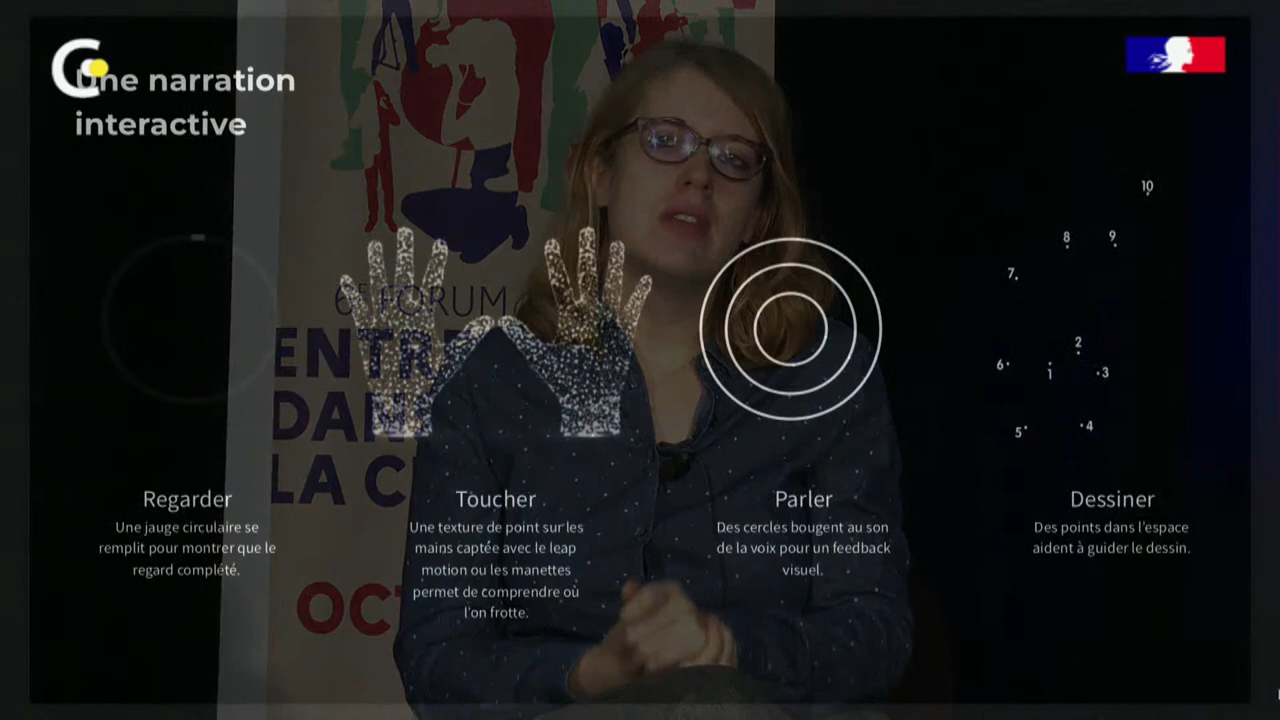 Une narration
interactive
6E FORUM
ENTRE
DAN
LA C
OCT
10
8
9
7
2
6
1
3
5
4
Regarder
Une jauge circulaire se
remplit pour montrer que le
regard complété.
Toucher
Une texture de point sur les
mains captée avec le leap
motion ou les manettes
permet de comprendre où
l'on frotte.
Parler
Des cercles bougent au son
de la voix pour un feedback
visuel.
Dessiner
Des points dans l'espace
aident à guider le dessin.